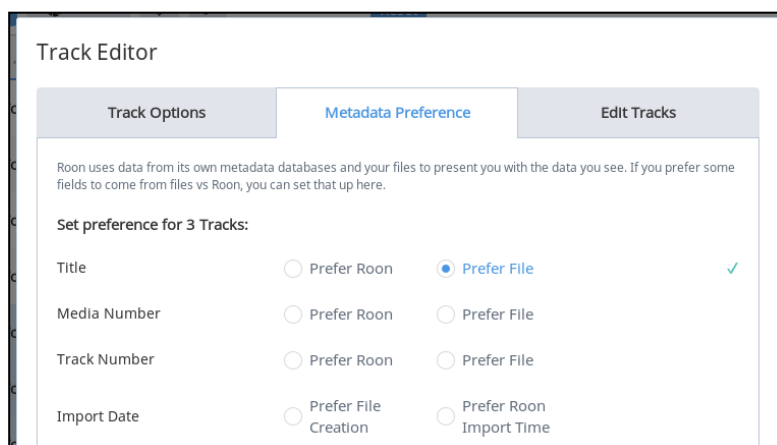 Track Editor
Track Options Metadata Preference Edit Tracks
Roon uses data from its own metadata databases and your files to present you with the data you see. If you prefer some
fields to come from files vs Roon, you can set that up here.
Set preference for 3 Tracks:
Title Prefer Roon Prefer File
Media Number Prefer Roon Prefer File
Track Number Prefer Roon Prefer File
Import Date Prefer File Creation Prefer Roon Import Time